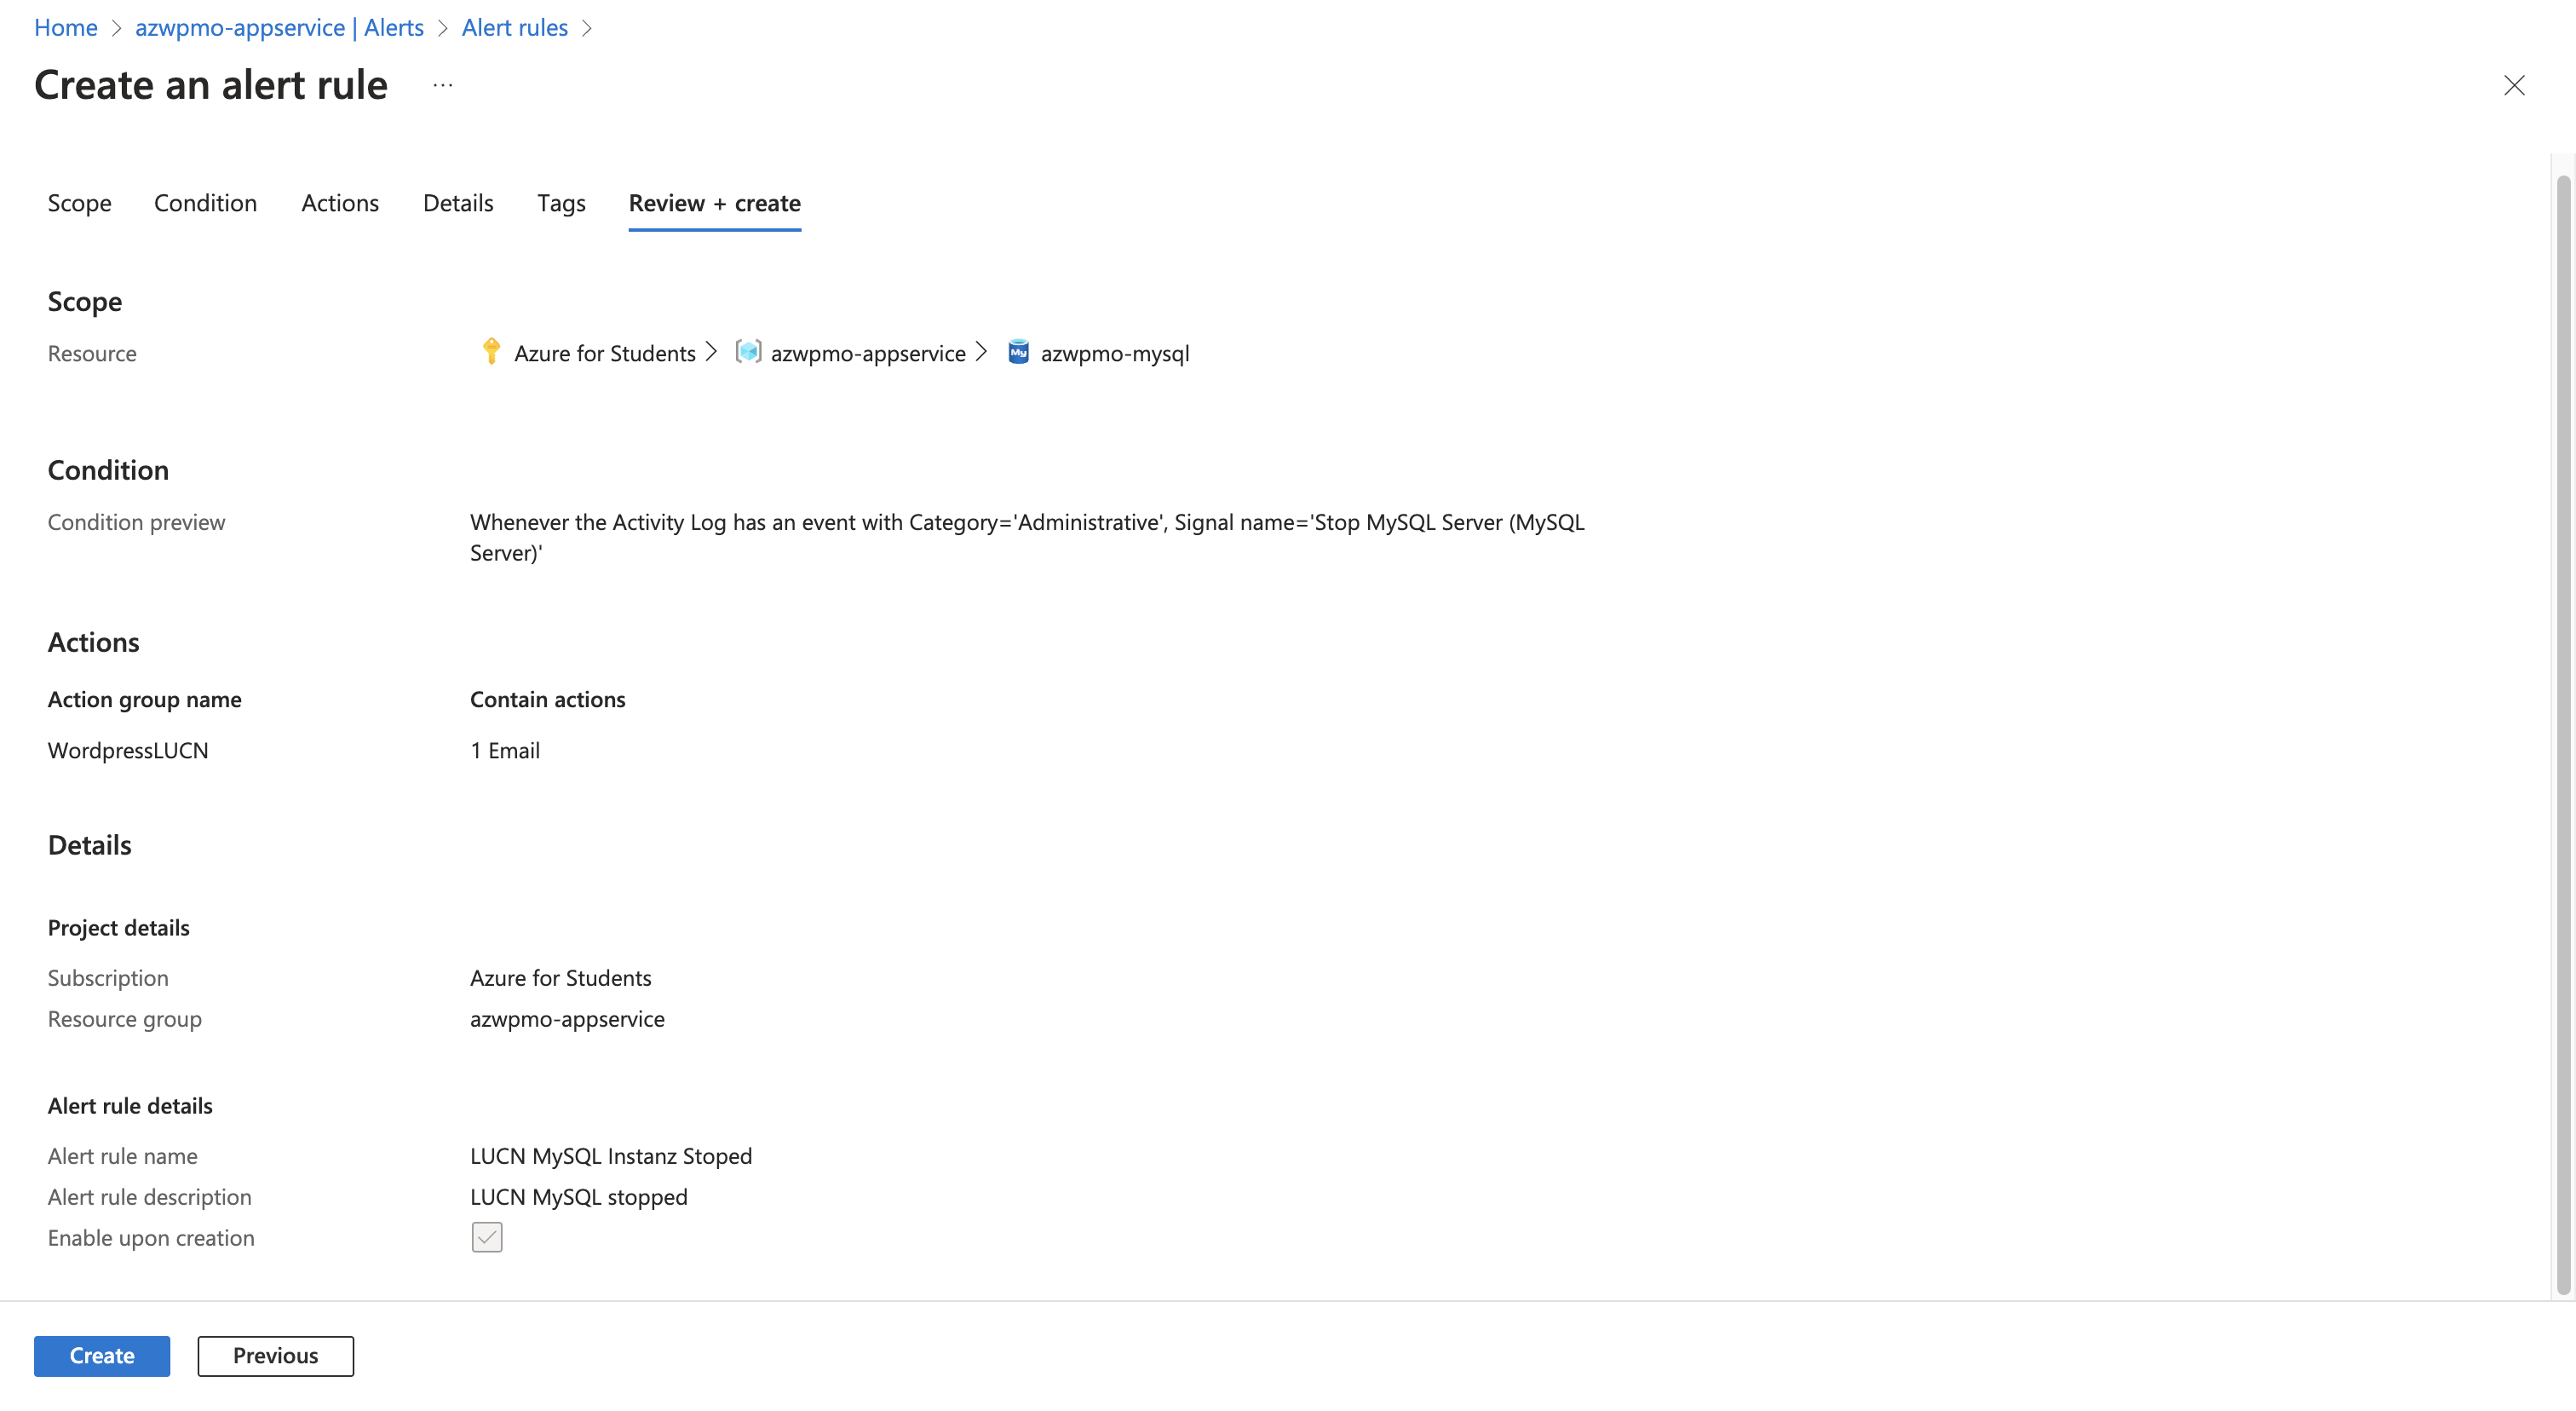 Home > azwpmo-appservice | Alerts > Alert rules >
Create an alert rule ...
Scope Condition Actions Details Tags Review + create
Scope
Resource Azure for Students > azwpmo-appservice > My azwpmo-mysql
Condition
Condition preview Whenever the Activity Log has an event with Category='Administrative', Signal name='Stop MySQL Server (MySQL
Server)'
Actions
Action group name Contain actions
WordpressLUCN 1 Email
Details
Project details
Subscription Azure for Students
Resource group azwpmo-appservice
Alert rule details
Alert rule name LUCN MySQL Instanz Stoped
Alert rule description LUCN MySQL stopped
Enable upon creation
Create Previous